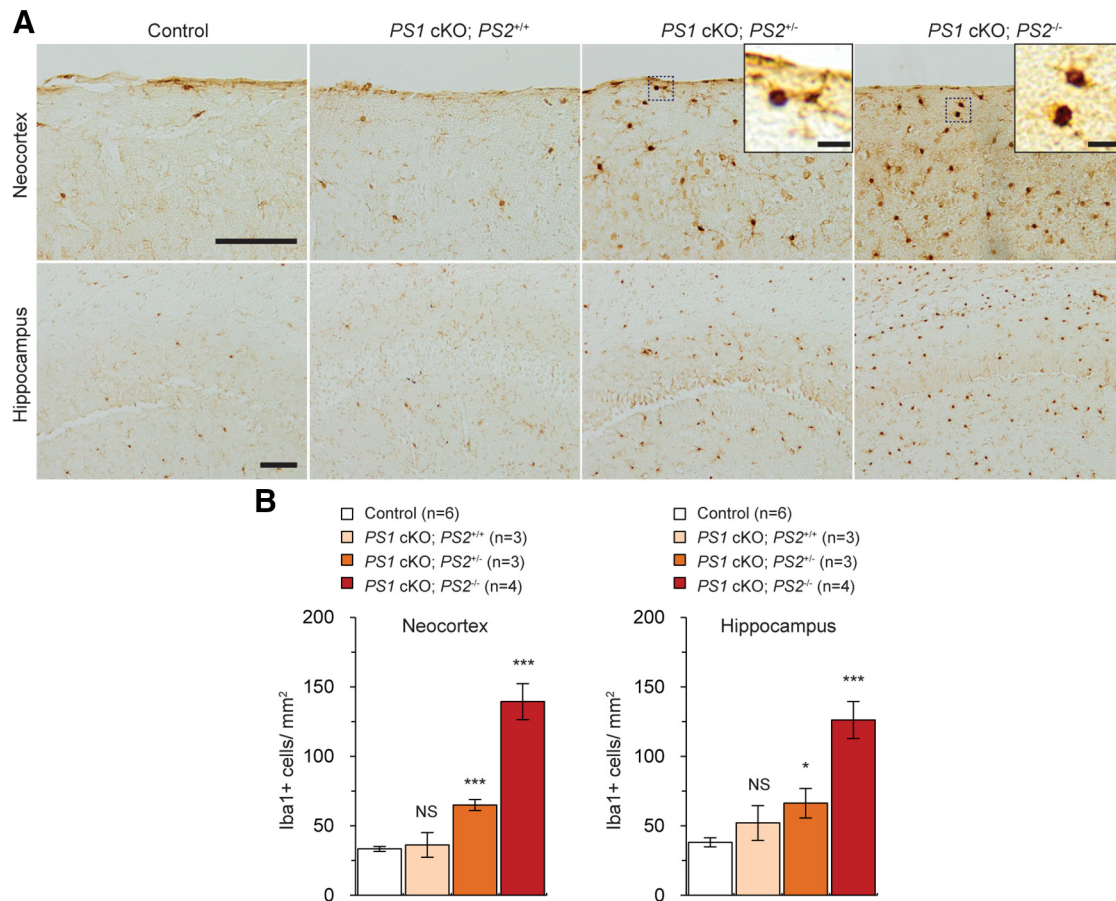 A
Control
PS1 cKO; PS2+/+
PS1 cKO; PS2+/-
PS1 cKO; PS2-/-
Neocortex
Hippocampus
B
Control (n=6)
PS1 cKO; PS2+/+ (n=3)
PS1 cKO; PS2+/- (n=3)
PS1 cKO; PS2-/- (n=4)
Neocortex
Iba1+ cells/ mm2
200
150
100
50
0
NS
***
***
Control (n=6)
PS1 cKO; PS2+/+ (n=3)
PS1 cKO; PS2+/- (n=3)
PS1 cKO; PS2-/- (n=4)
Hippocampus
Iba1+ cells/ mm2
200
150
100
50
0
NS
*
***